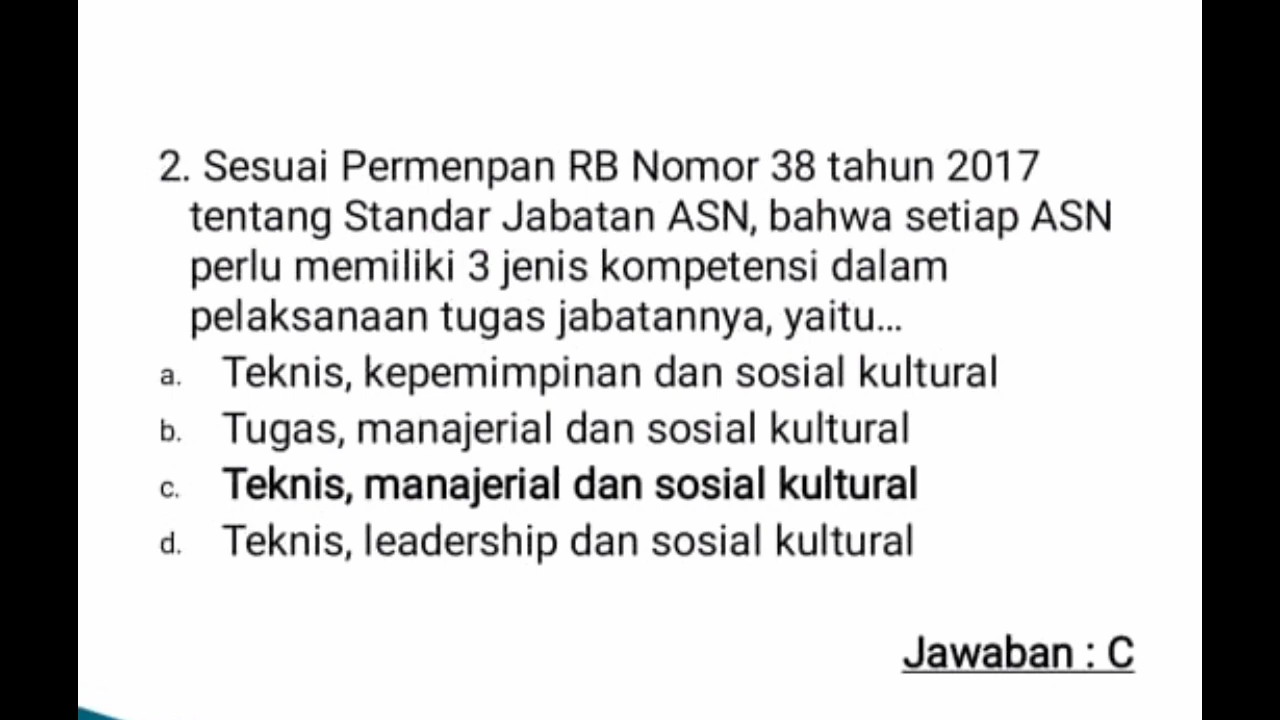 2. Sesuai Permenpan RB Nomor 38 tahun 2017
tentang Standar Jabatan ASN, bahwa setiap ASN
perlu memiliki 3 jenis kompetensi dalam
pelaksanaan tugas jabatannya, yaitu...
a. Teknis, kepemimpinan dan sosial kultural
b. Tugas, manajerial dan sosial kultural
c. Teknis, manajerial dan sosial kultural
d. Teknis, leadership dan sosial kultural
Jawaban : C